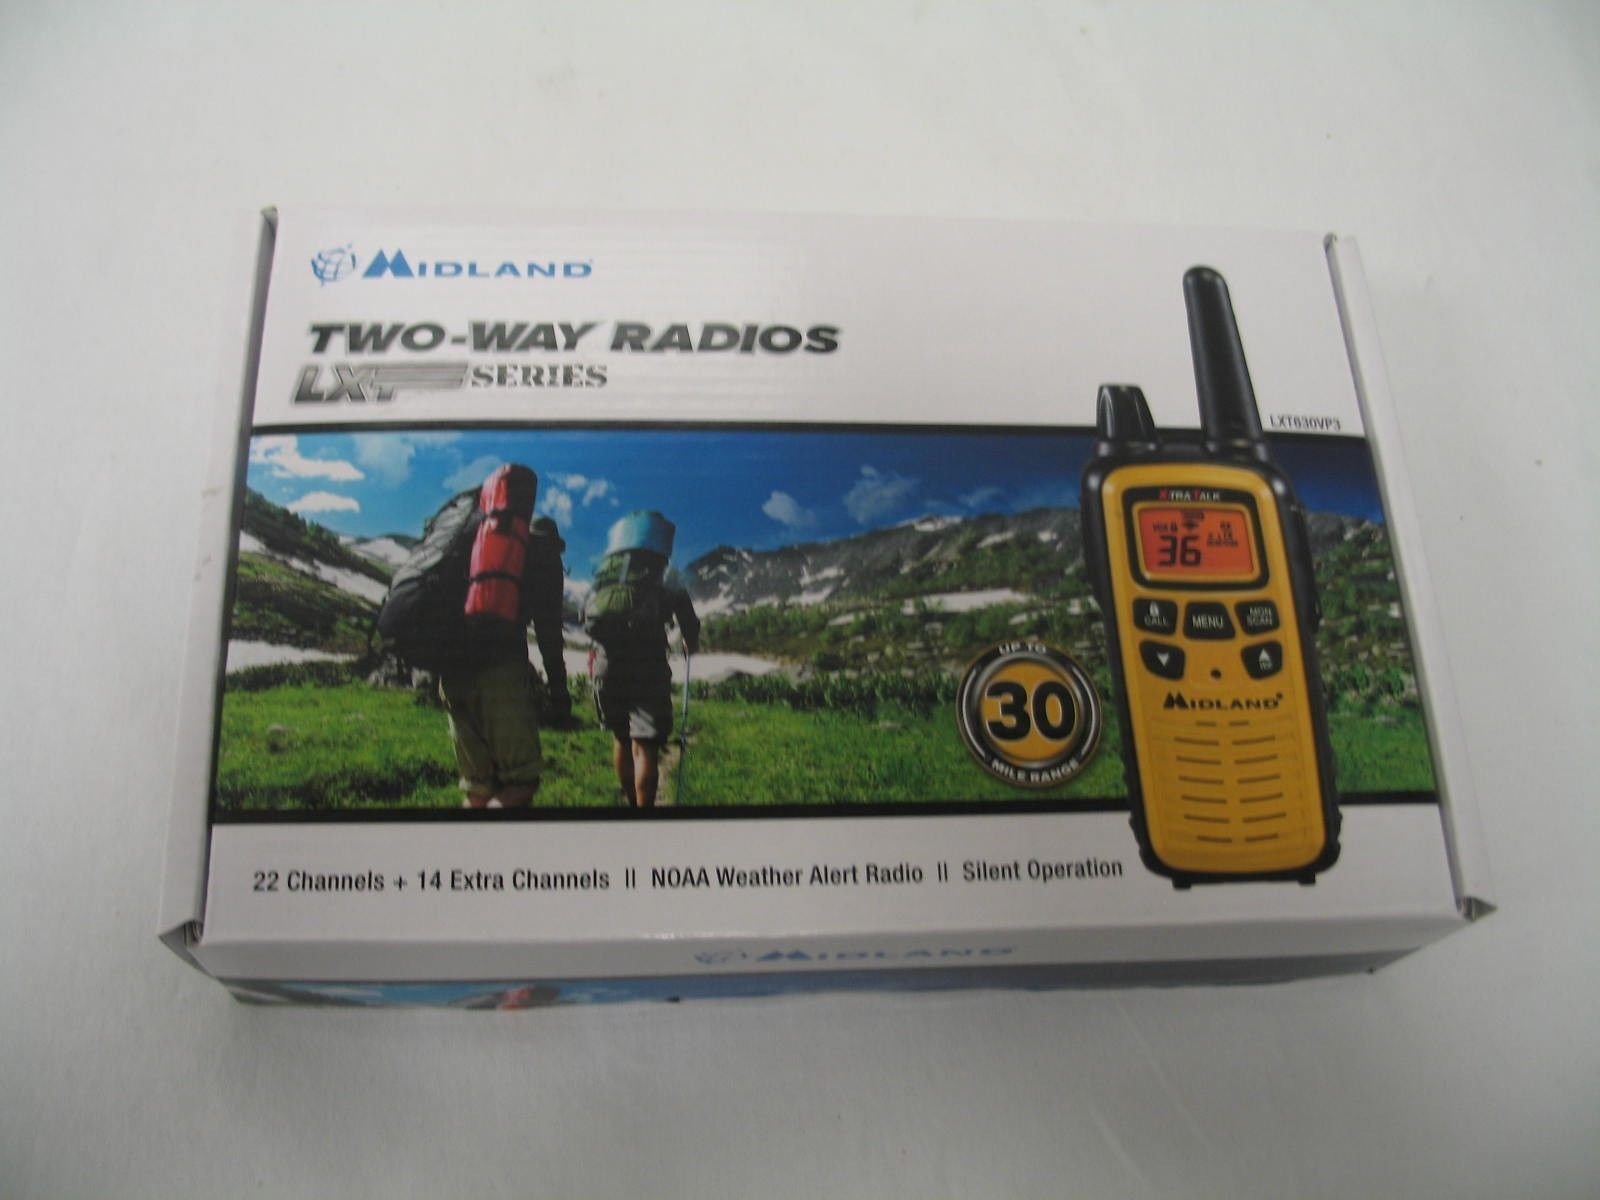 MIDLAND
TWO-WAY RADIOS
LXT SERIES
LXT630VP3
XTRA TALK
36
CALL MENU MON
SCAN
MIDLAND
UP TO
30
MILE RANGE
22 Channels + 14 Extra Channels || NOAA Weather Alert Radio || Silent Operation
MIDLAND